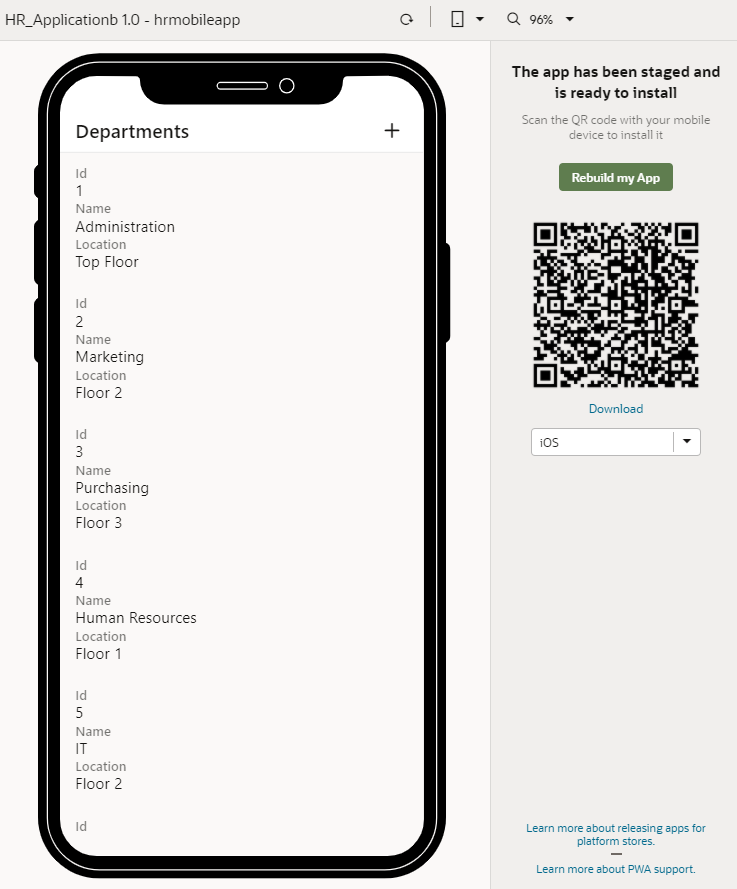 HR_Applicationb 1.0 - hrmobileapp
96%
Departments
Id
1
Name
Administration
Location
Top Floor
Id
2
Name
Marketing
Location
Floor 2
Id
3
Name
Purchasing
Location
Floor 3
Id
4
Name
Human Resources
Location
Floor 1
Id
5
Name
IT
Location
Floor 2
Id
The app has been staged and
is ready to install
Scan the QR code with your mobile
device to install it
Rebuild my App
Download
iOS
Learn more about releasing apps for
platform stores.
Learn more about PWA support.